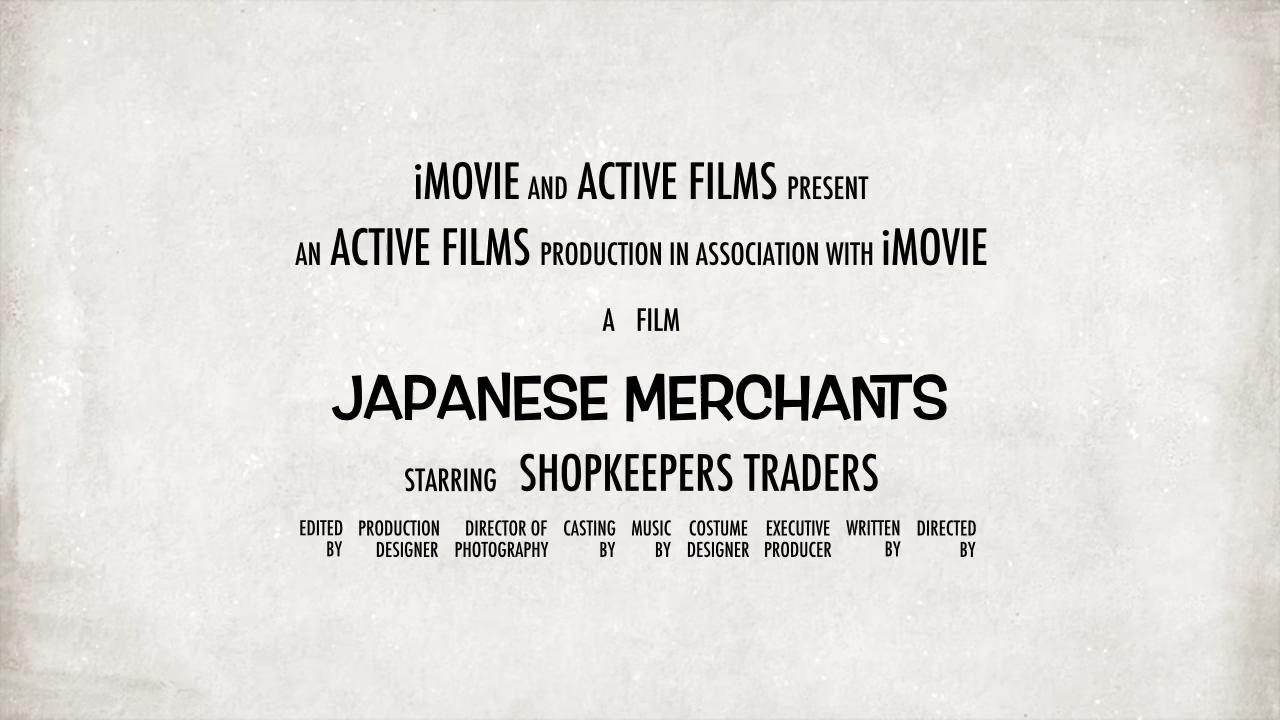 iMOVIE AND ACTIVE FILMS PRESENT
AN ACTIVE FILMS PRODUCTION IN ASSOCIATION WITH iMOVIE
A FILM
JAPANESE MERCHANTS
STARRING SHOPKEEPERS TRADERS
EDITED BY PRODUCTION DESIGNER DIRECTOR OF PHOTOGRAPHY CASTING BY MUSIC BY COSTUME DESIGNER EXECUTIVE PRODUCER WRITTEN BY DIRECTED BY